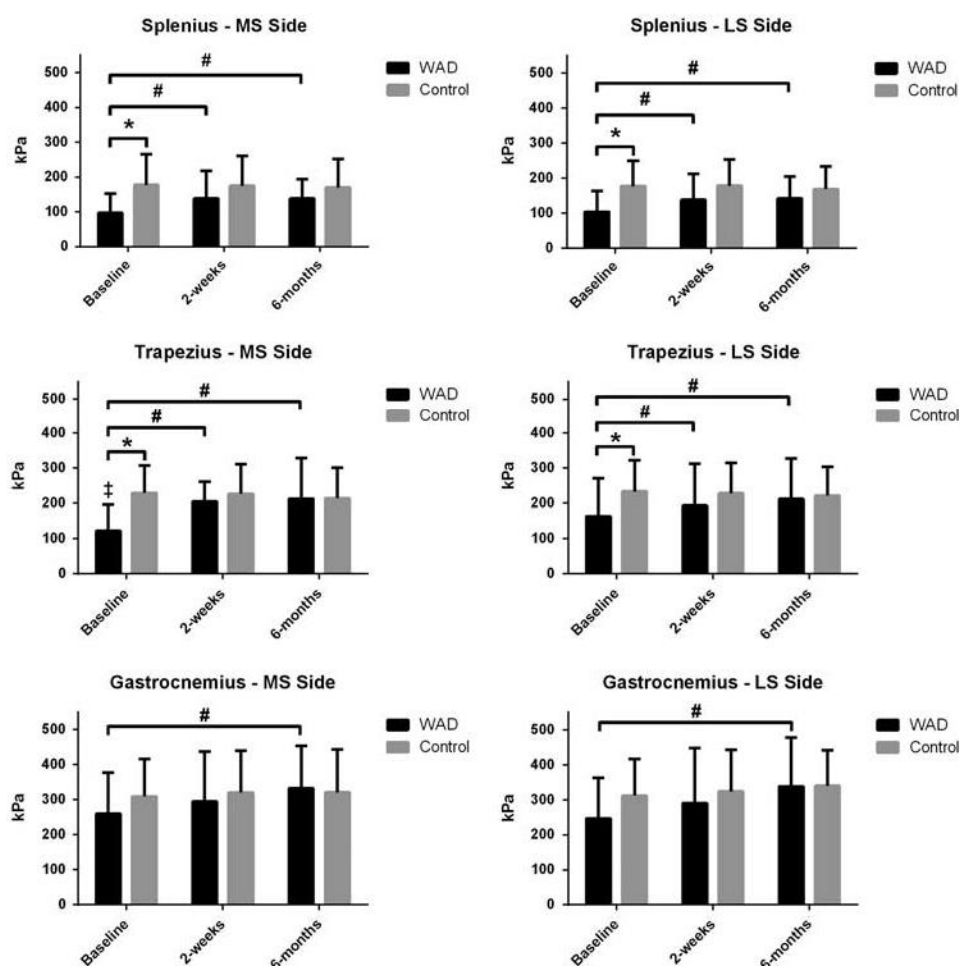 Splenius - MS Side
500
400
300
200
100
0
kPa
#
#
*
WAD
Control
Baseline
2-weeks
6-months
Splenius - LS Side
500
400
300
200
100
0
kPa
#
#
*
WAD
Control
Baseline
2-weeks
6-months
Trapezius - MS Side
500
400
300
200
100
0
kPa
#
#
*
‡
WAD
Control
Baseline
2-weeks
6-months
Trapezius - LS Side
500
400
300
200
100
0
kPa
#
#
*
WAD
Control
Baseline
2-weeks
6-months
Gastrocnemius - MS Side
500
400
300
200
100
0
kPa
#
WAD
Control
Baseline
2-weeks
6-months
Gastrocnemius - LS Side
500
400
300
200
100
0
kPa
#
WAD
Control
Baseline
2-weeks
6-months